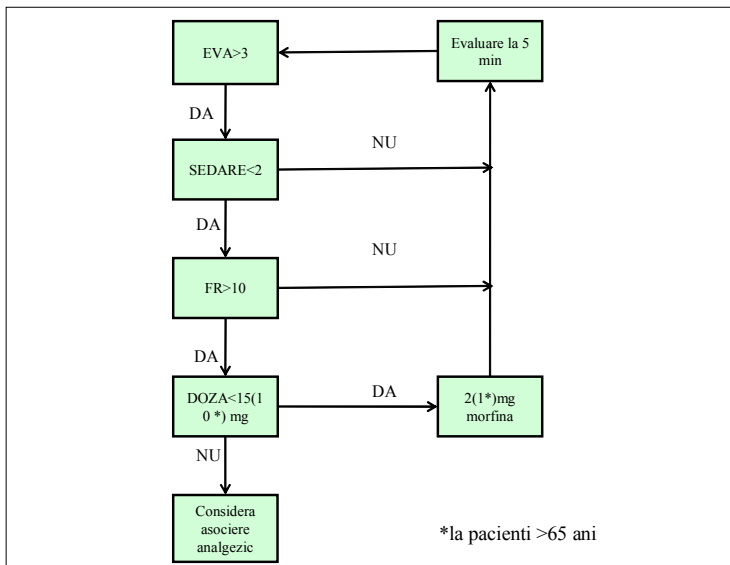 EVA>3
Evaluare la 5
min
DA
NU
SEDARE<2
DA
NU
FR>10
DA
DOZA<15(1
0 *) mg
DA
2(1*)mg
morfina
NU
Considera
asociere
analgezic
*la pacienti >65 ani